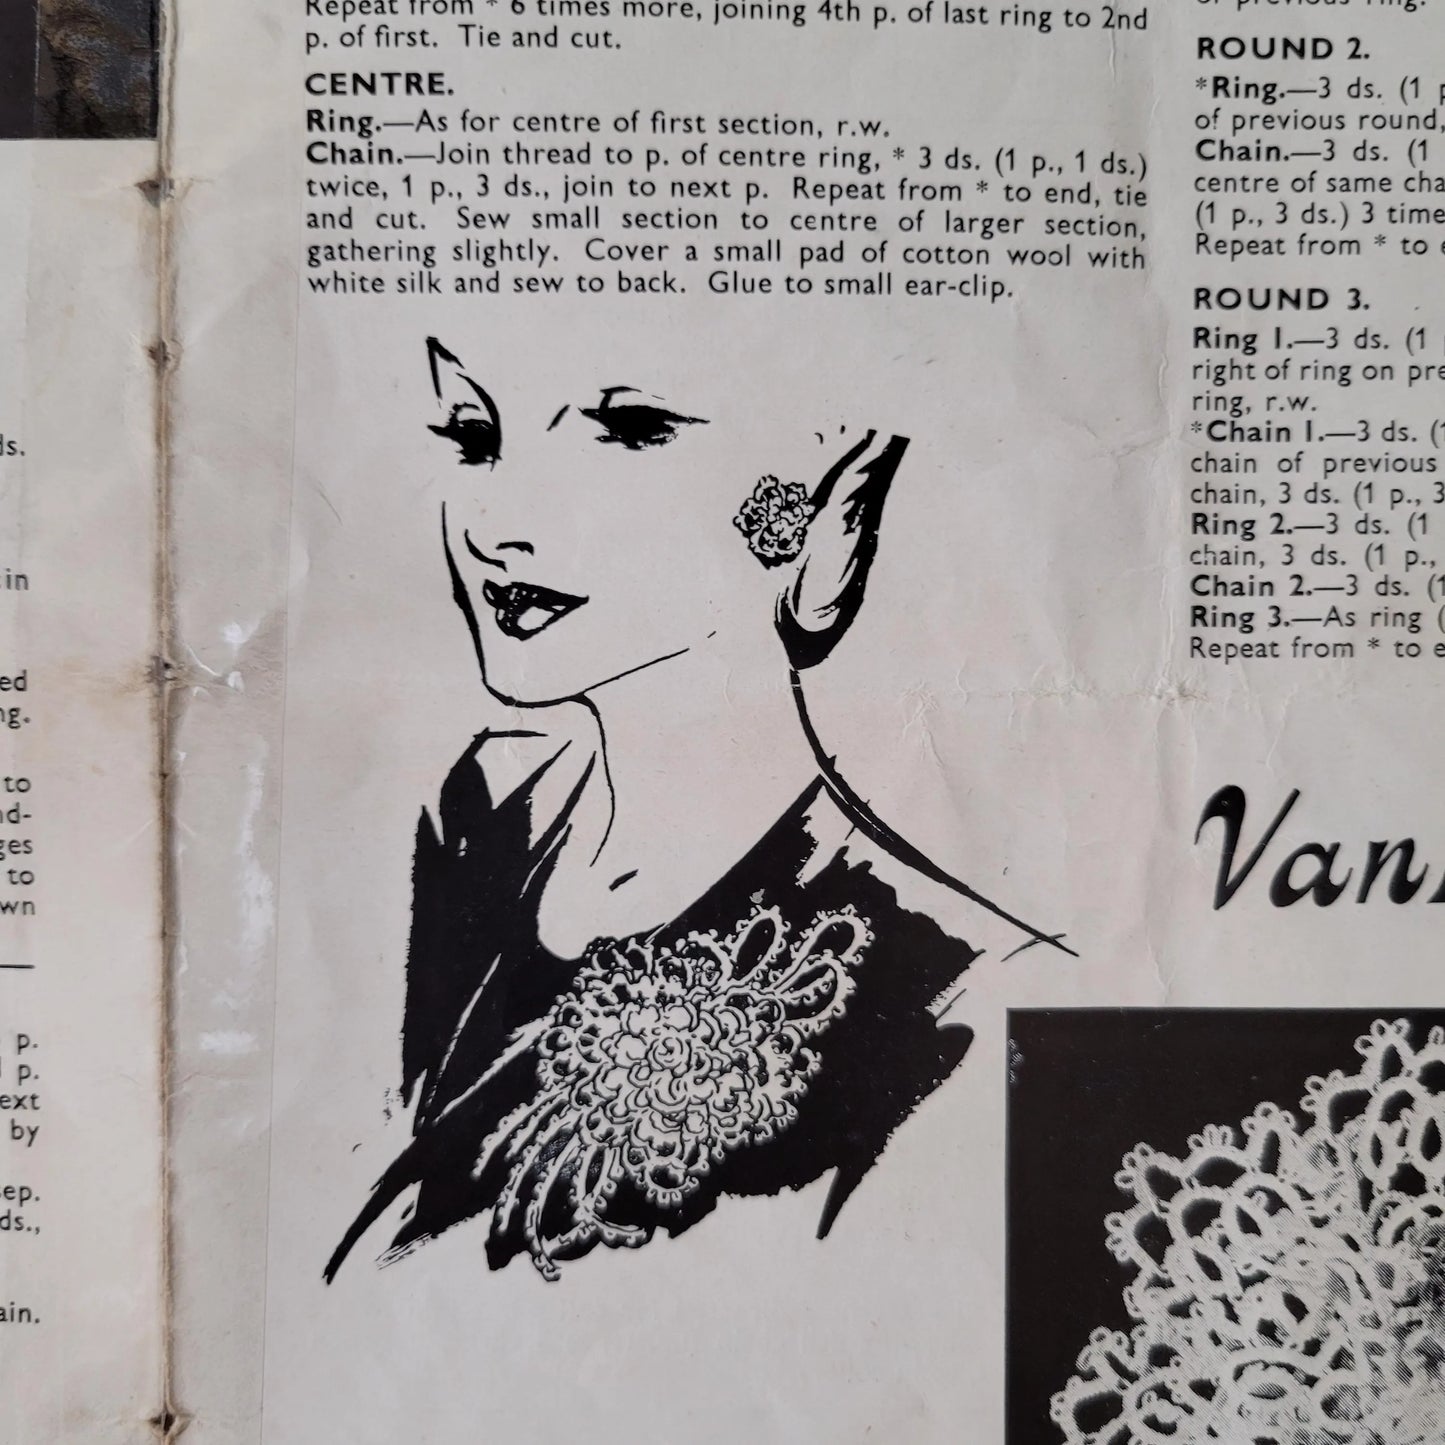 ds.
in
ed
ng.
to
nd-
ges
to
wn
p.
p.
ext
by
sep.
ds.,
ain.
Repeat from * 6 times more, joining 4th p. of last ring to 2nd
p. of first. Tie and cut.
CENTRE.
Ring.—As for centre of first section, r.w.
Chain.—Join thread to p. of centre ring, * 3 ds. (1 p., 1 ds.)
twice, 1 p., 3 ds., join to next p. Repeat from * to end, tie
and cut. Sew small section to centre of larger section,
gathering slightly. Cover a small pad of cotton wool with
white silk and sew to back. Glue to small ear-clip.
of previous ring.
ROUND 2.
*Ring.—3 ds. (1 p
of previous round,
Chain.—3 ds. (1
centre of same cha
(1 p., 3 ds.) 3 time
Repeat from * to e
ROUND 3.
Ring 1.—3 ds. (1
right of ring on pre
ring, r.w.
*Chain 1.—3 ds. (1
chain of previous
chain, 3 ds. (1 p., 3
Ring 2.—3 ds. (1
chain, 3 ds. (1 p.,
Chain 2.—3 ds. (1
Ring 3.—As ring (
Repeat from * to e
Van